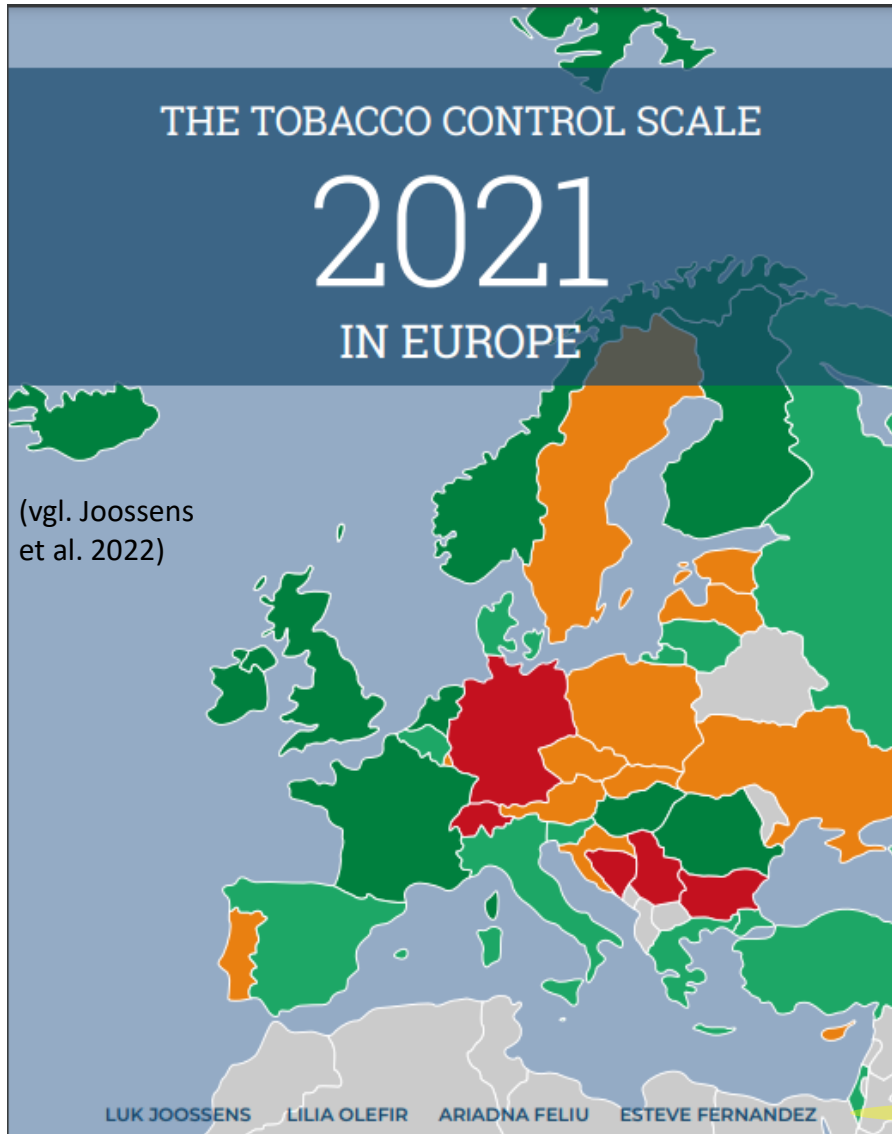 THE TOBACCO CONTROL SCALE
2021
IN EUROPE
(vgl. Joossens
et al. 2022)
LUK JOOSSENS LILIA OLEFIR ARIADNA FELIU ESTEVE FERNANDEZ